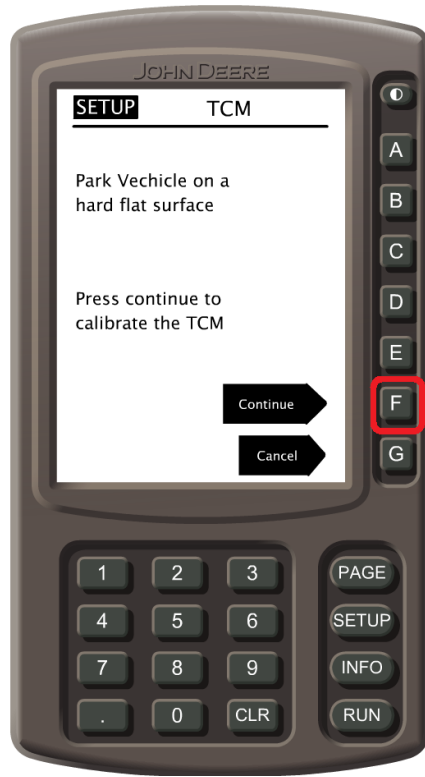 JOHN DEERE
SETUP TCM
A
Park Vechicle on a
B
hard flat surface
C
Press continue to
D
calibrate the TCM
E
Continue
F
Cancel
G
1 2 3 PAGE
4 5 6 SETUP
7 8 9 INFO
. 0 CLR RUN